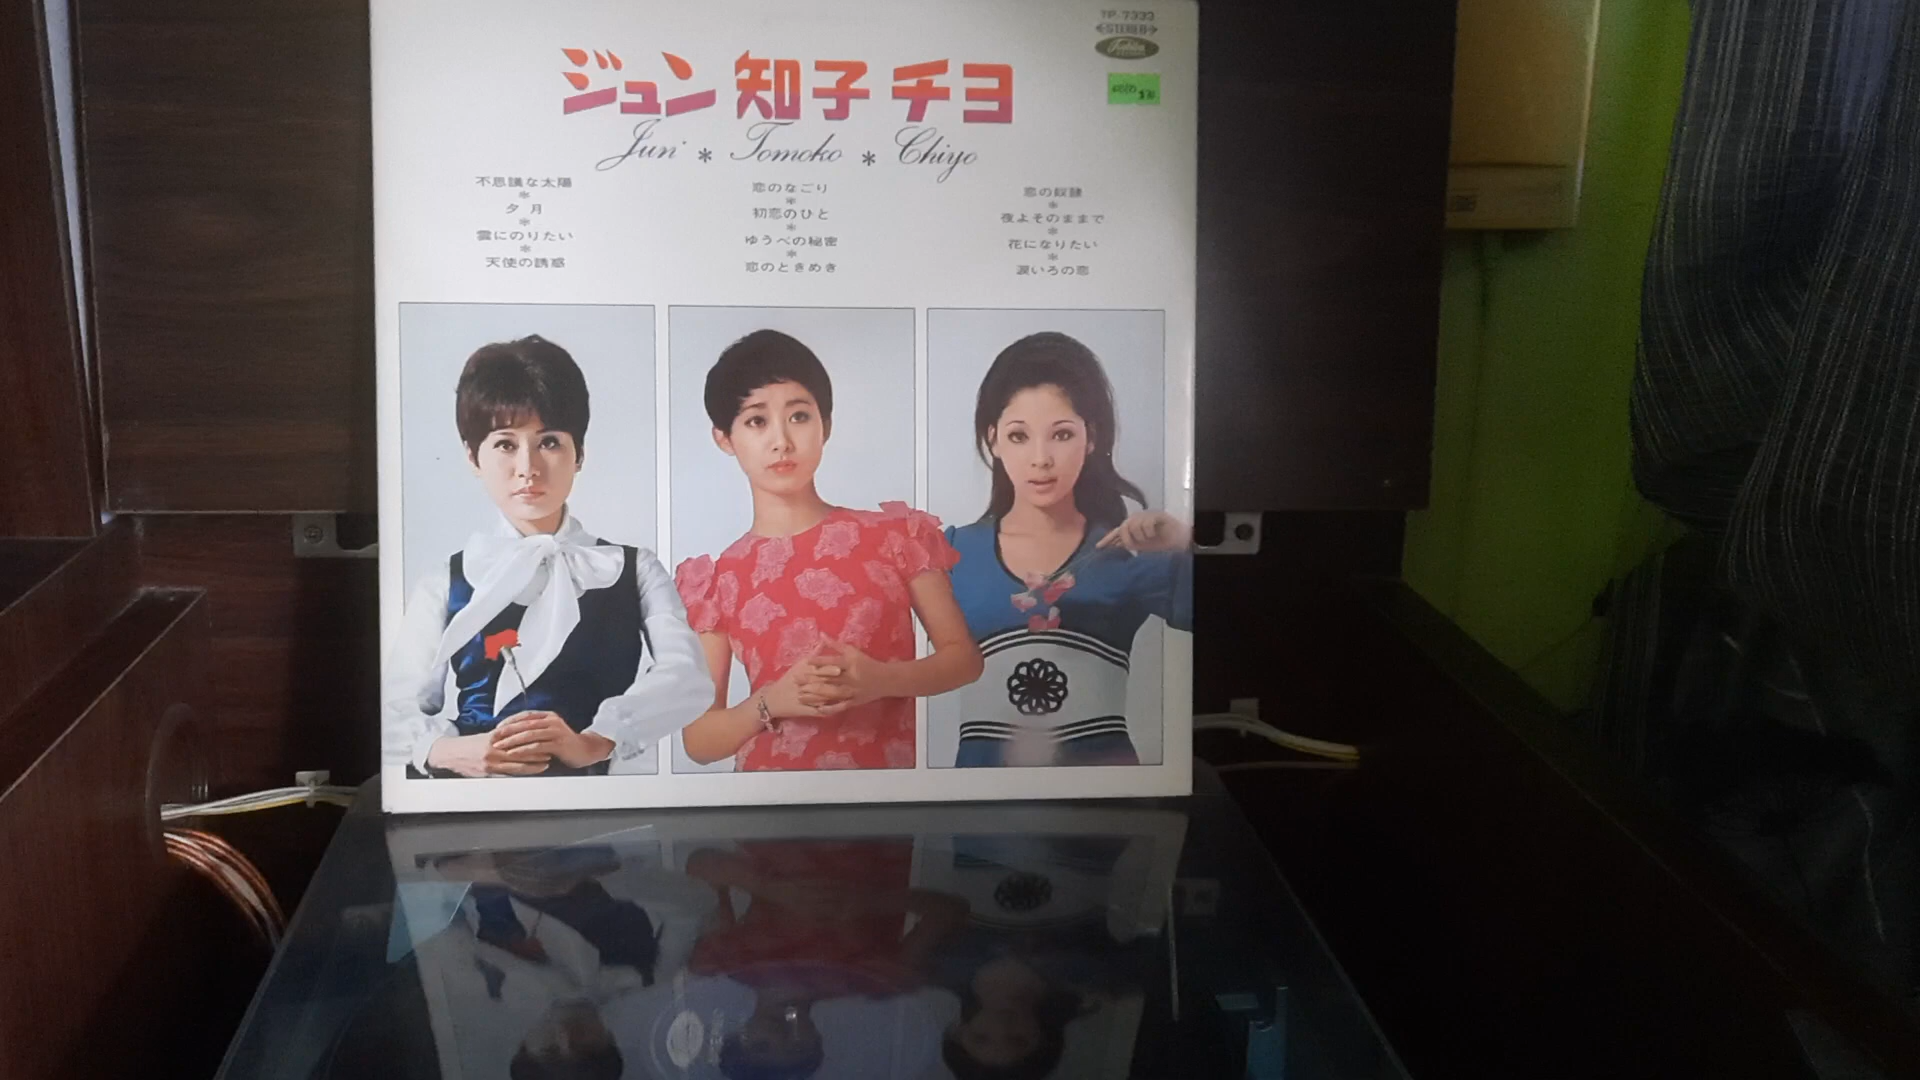 TP-7333
STEREO
Toshiba
ジュン 知子 チヨ
Jun * Tomoko * Chiyo
不思議な太陽
*
夕月
*
雲にのりたい
*
天使の誘惑
恋のなごり
*
初恋のひと
*
ゆうべの秘密
*
恋のときめき
恋の奴隷
*
夜よそのままで
*
花になりたい
*
涙いろの恋